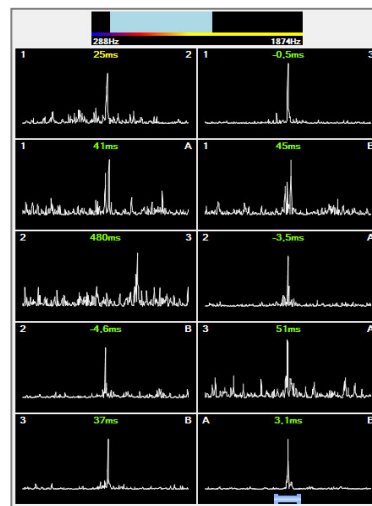 288Hz 1874Hz
1 25ms 2
1 -0,5ms 3
1 41ms A
1 45ms B
2 480ms 3
2 -3,5ms A
2 -4,6ms B
3 51ms A
3 37ms B
A 3,1ms B